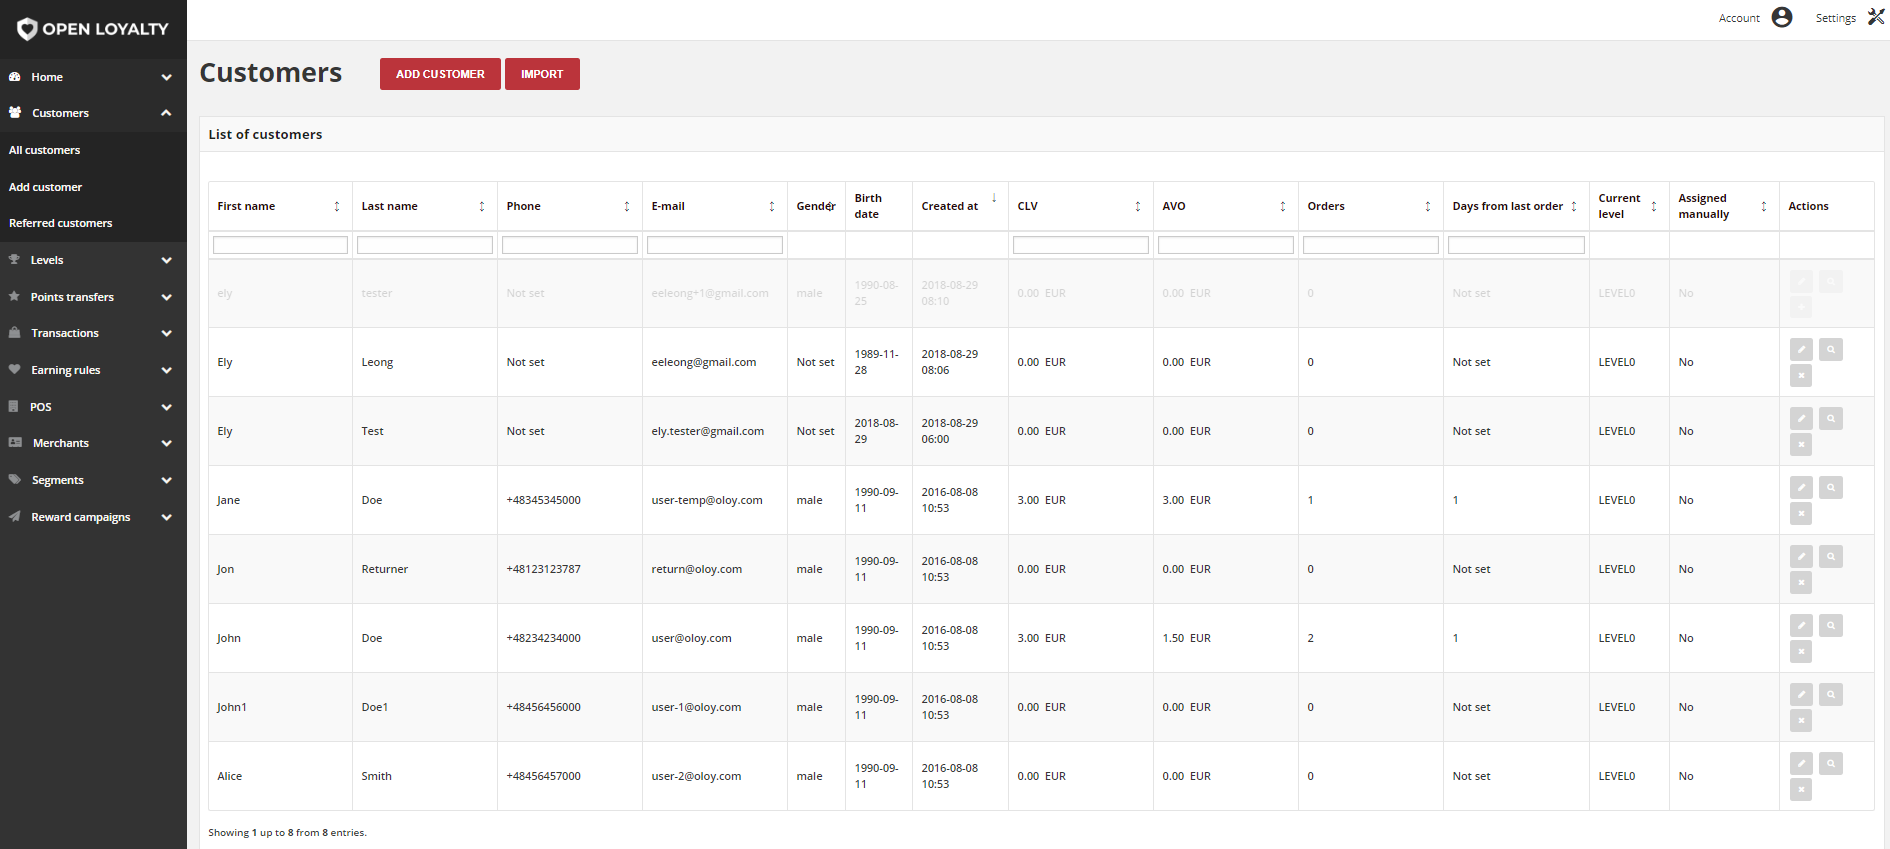 OPEN LOYALTY
Account
Settings
Home
Customers
All customers
Add customer
Referred customers
Levels
Points transfers
Transactions
Earning rules
POS
Merchants
Segments
Reward campaigns
Customers
ADD CUSTOMER
IMPORT
List of customers
First name Last name Phone E-mail Gender Birth date Created at CLV AVO Orders Days from last order Current level Assigned manually Actions
ely tester Not set eeleong+1@gmail.com male 1990-08-25 2018-08-29 08:10 0.00 EUR 0.00 EUR 0 Not set LEVEL0 No
Ely Leong Not set eeleong@gmail.com Not set 1989-11-28 2018-08-29 08:06 0.00 EUR 0.00 EUR 0 Not set LEVEL0 No
Ely Test Not set ely.tester@gmail.com Not set 2018-08-29 2018-08-29 06:00 0.00 EUR 0.00 EUR 0 Not set LEVEL0 No
Jane Doe +48345345000 user-temp@oloy.com male 1990-09-11 2016-08-08 10:53 3.00 EUR 3.00 EUR 1 1 LEVEL0 No
Jon Returner +48123123787 return@oloy.com male 1990-09-11 2016-08-08 10:53 0.00 EUR 0.00 EUR 0 Not set LEVEL0 No
John Doe +48234234000 user@oloy.com male 1990-09-11 2016-08-08 10:53 3.00 EUR 1.50 EUR 2 1 LEVEL0 No
John1 Doe1 +48456456000 user-1@oloy.com male 1990-09-11 2016-08-08 10:53 0.00 EUR 0.00 EUR 0 Not set LEVEL0 No
Alice Smith +48456457000 user-2@oloy.com male 1990-09-11 2016-08-08 10:53 0.00 EUR 0.00 EUR 0 Not set LEVEL0 No
Showing 1 up to 8 from 8 entries.